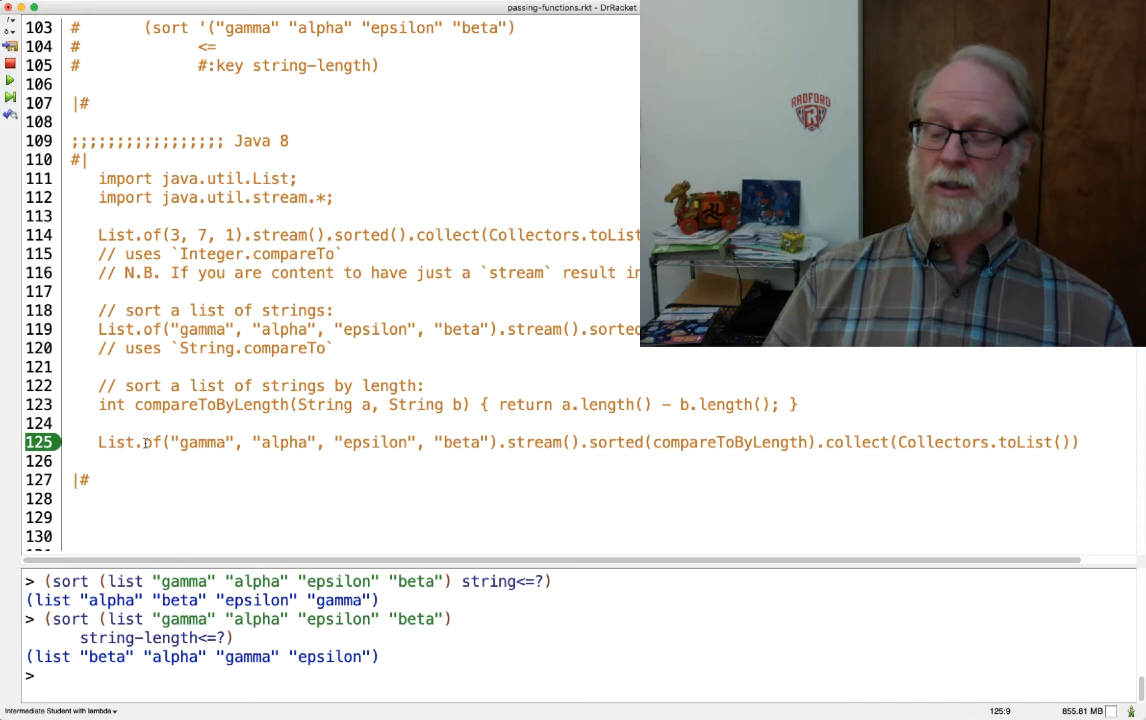 passing-functions.rkt - DrRacket
103 # (sort '("gamma" "alpha" "epsilon" "beta")
104 # <=
105 # #:key string-length)
106
107 |#
108
109 ;;;;;;;;;;;;;;;;; Java 8
110 #|
111 import java.util.List;
112 import java.util.stream.*;
113
114 List.of(3, 7, 1).stream().sorted().collect(Collectors.toList
115 // uses `Integer.compareTo`
116 // N.B. If you are content to have just a `stream` result in
117
118 // sort a list of strings:
119 List.of("gamma", "alpha", "epsilon", "beta").stream().sorted
120 // uses `String.compareTo`
121
122 // sort a list of strings by length:
123 int compareToByLength(String a, String b) { return a.length() - b.length(); }
124
125 List.of("gamma", "alpha", "epsilon", "beta").stream().sorted(compareToByLength).collect(Collectors.toList())
126
127 |#
128
129
130
> (sort (list "gamma" "alpha" "epsilon" "beta") string<=?)
(list "alpha" "beta" "epsilon" "gamma")
> (sort (list "gamma" "alpha" "epsilon" "beta")
string-length<=?)
(list "beta" "alpha" "gamma" "epsilon")
>
Intermediate Student with lambda
125:9
855.81 MB
RADFORD